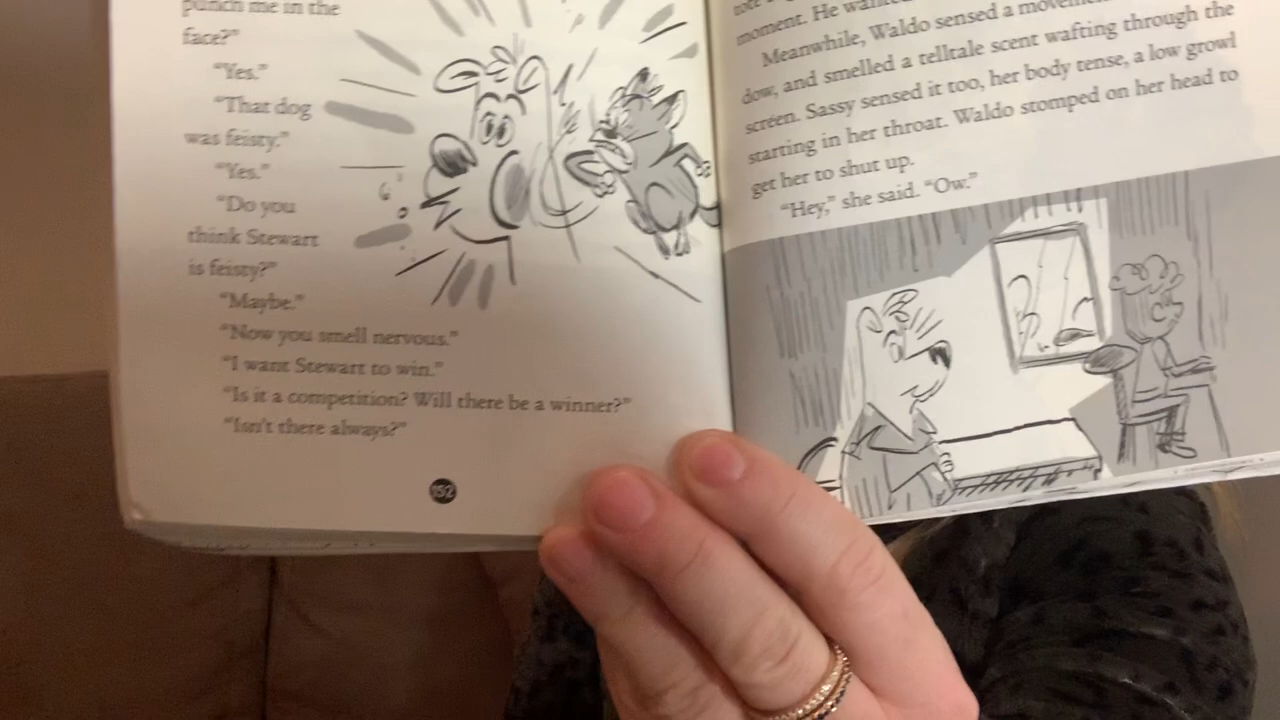 punch me in the
face?"
"Yes."
"That dog
was feisty."
"Yes."
"Do you
think Stewart
is feisty?"
"Maybe."
"Now you smell nervous."
"I want Stewart to win."
"Is it a competition? Will there be a winner?"
"Isn't there always?"
152
moment. He wanted
Meanwhile, Waldo sensed a movement
dow, and smelled a telltale scent wafting through the
screen. Sassy sensed it too, her body tense, a low growl
starting in her throat. Waldo stomped on her head to
get her to shut up.
"Hey," she said. "Ow."